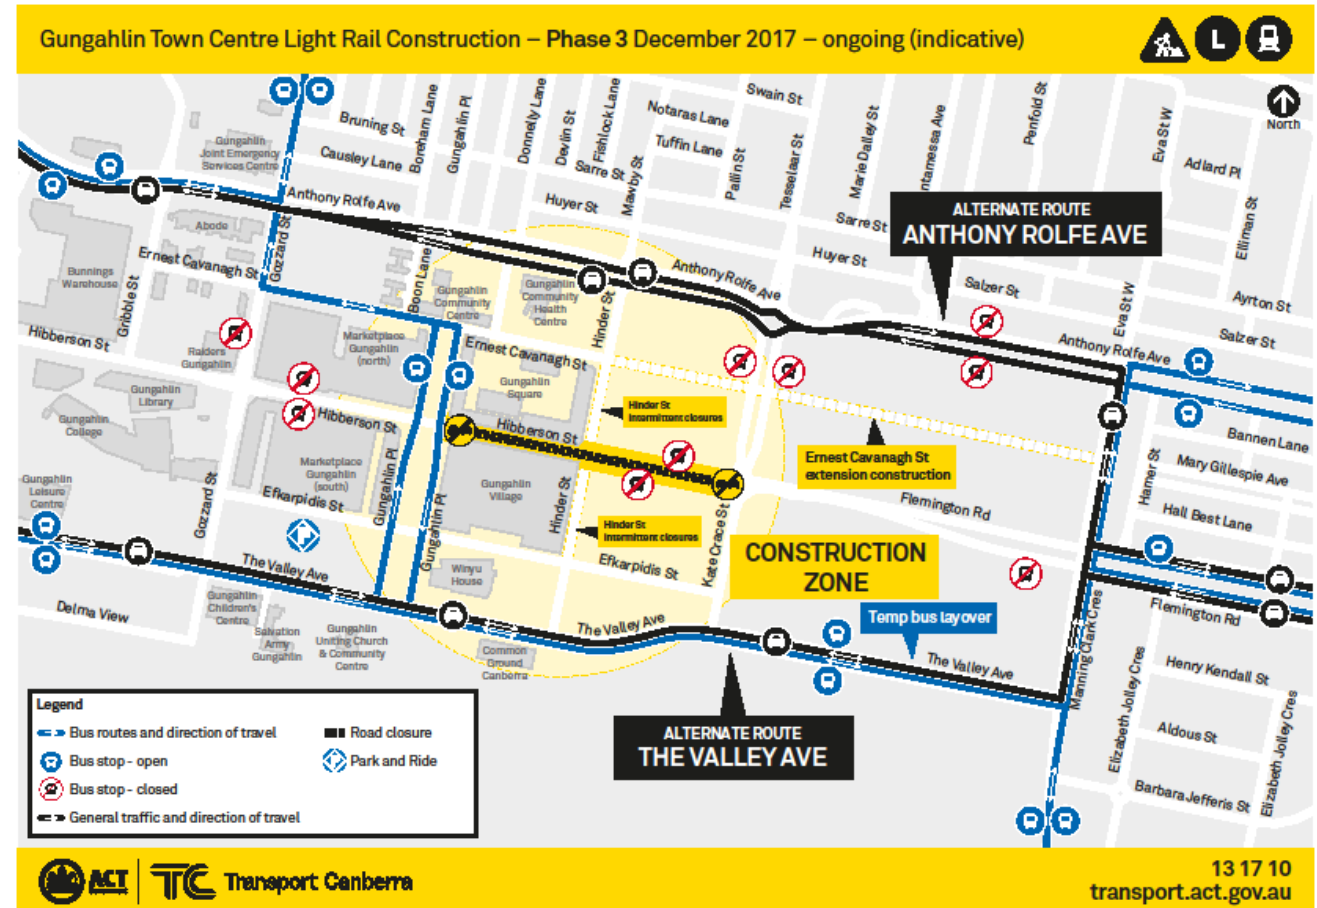 Gungahlin Town Centre Light Rail Construction – Phase 3 December 2017 – ongoing (indicative)
L
North
Swain St
Notaras Lane
Tuffin Lane
Bruning St
Causley Lane
Boreham Lane
Gungahlin Pl
Donnelly Lane
Devlin St
Fishlock Lane
Sarre St
Mawby St
Huyer St
Pallin St
Tesselaar St
Marie Dalley St
ntamessa Ave
Penfold St
Eva St W
Adlard Pl
Elliman St
Gungahlin
Joint Emergency
Services Centre
Anthony Rolfe Ave
Abode
Gozzard St
Ernest Cavanagh St
Bunnings
Warehouse
Gribble St
Hibberson St
Boon Lane
Gungahlin
Community
Centre
Gungahlin
Community
Health
Centre
Hinder St
Anthony Rolfe Ave
Sarre St
Huyer St
ALTERNATE ROUTE
ANTHONY ROLFE AVE
Salzer St
Eva St W
Ayrton St
Salzer St
Anthony Rolfe Ave
Raiders
Gungahlin
Marketplace
Gungahlin
(north)
Ernest Cavanagh St
Gungahlin
Square
Gungahlin
Library
Gungahlin
College
Hibberson St
Hibberson St
Hinder St
intermittent closures
Ernest Cavanagh St
extension construction
Bannen Lane
Mary Gillespie Ave
Hall Best Lane
Hamer St
Gungahlin
Leisure
Centre
Gozzard St
Marketplace
Gungahlin
(south)
Efkarpidis St
Gungahlin Pl
Gungahlin Pl
Gungahlin
Village
Hinder St
Hinder St
intermittent closures
Flemington Rd
Kate Crace St
CONSTRUCTION
ZONE
Efkarpidis St
Winyu
House
The Valley Ave
Delma View
Gungahlin
Children's
Centre
Salvation
Army
Gungahlin
Gungahlin
Uniting Church
& Community
Centre
Common
Ground
Canberra
The Valley Ave
Temp bus layover
The Valley Ave
Manning Clark Cres
Flemington Rd
Elizabeth Jolley Cres
Henry Kendall St
Aldous St
Barbara Jefferis St
Elizabeth Jolley Cres
ALTERNATE ROUTE
THE VALLEY AVE
Legend
Bus routes and direction of travel
Bus stop - open
Bus stop - closed
General traffic and direction of travel
Road closure
P Park and Ride
P
ACT
TC Transport Canberra
13 17 10
transport.act.gov.au